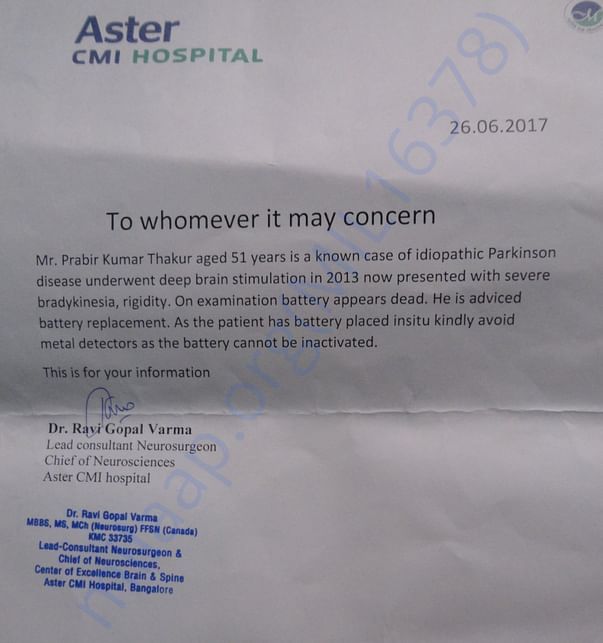 Aster
CMI HOSPITAL
26.06.2017
To whomever it may concern
Mr. Prabir Kumar Thakur aged 51 years is a known case of idiopathic Parkinson
disease underwent deep brain stimulation in 2013 now presented with severe
bradykinesia, rigidity. On examination battery appears dead. He is adviced
battery replacement. As the patient has battery placed insitu kindly avoid
metal detectors as the battery cannot be inactivated.
This is for your information
Dr. Ravi Gopal Varma
Lead consultant Neurosurgeon
Chief of Neurosciences
Aster CMI hospital
Dr. Ravi Gopal Varma
MBBS, MS, MCh (Neurosurg) FFSN (Canada)
KMC 33735
Lead-Consultant Neurosurgeon &
Chief of Neurosciences,
Center of Excellence Brain & Spine
Aster CMI Hospital, Bangalore